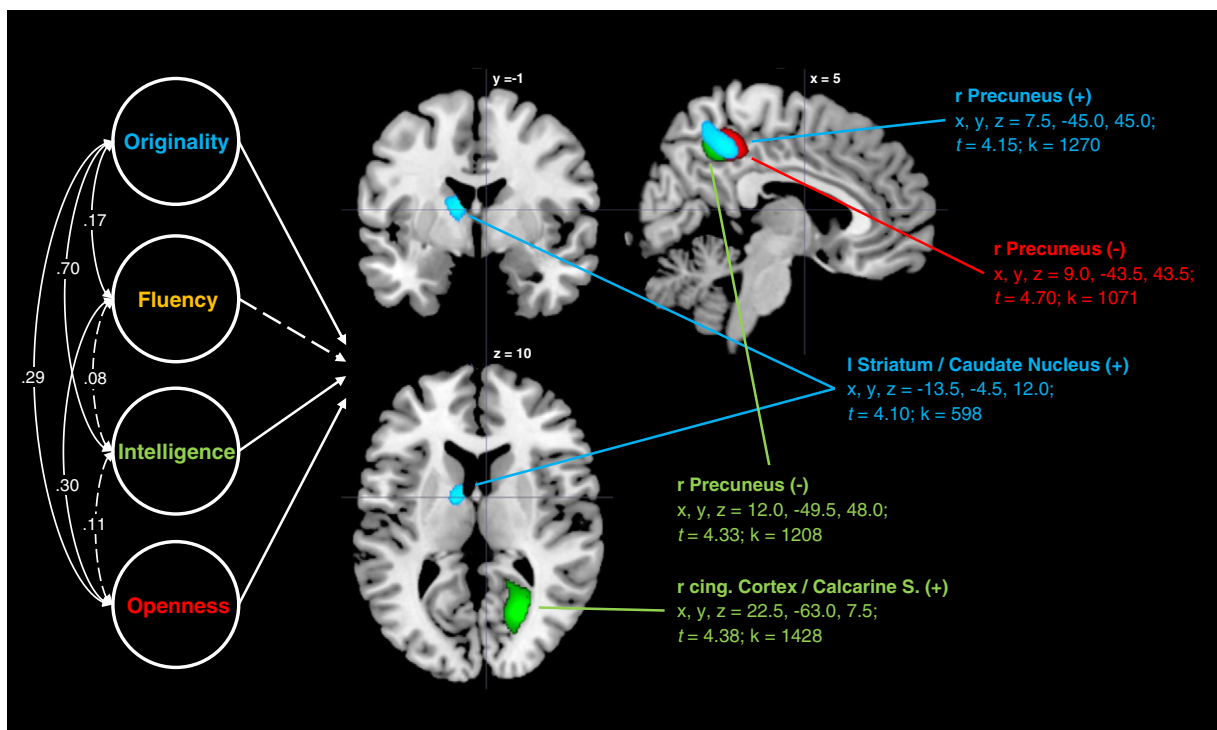 y = -1
x = 5
r Precuneus (+)
x, y, z = 7.5, -45.0, 45.0;
t = 4.15; k = 1270
Originality
.17
r Precuneus (-)
x, y, z = 9.0, -43.5, 43.5;
t = 4.70; k = 1071
.70
Fluency
z = 10
l Striatum / Caudate Nucleus (+)
x, y, z = -13.5, -4.5, 12.0;
t = 4.10; k = 598
.29
.08
Intelligence
.30
r Precuneus (-)
x, y, z = 12.0, -49.5, 48.0;
t = 4.33; k = 1208
.11
r cing. Cortex / Calcarine S. (+)
x, y, z = 22.5, -63.0, 7.5;
t = 4.38; k = 1428
Openness